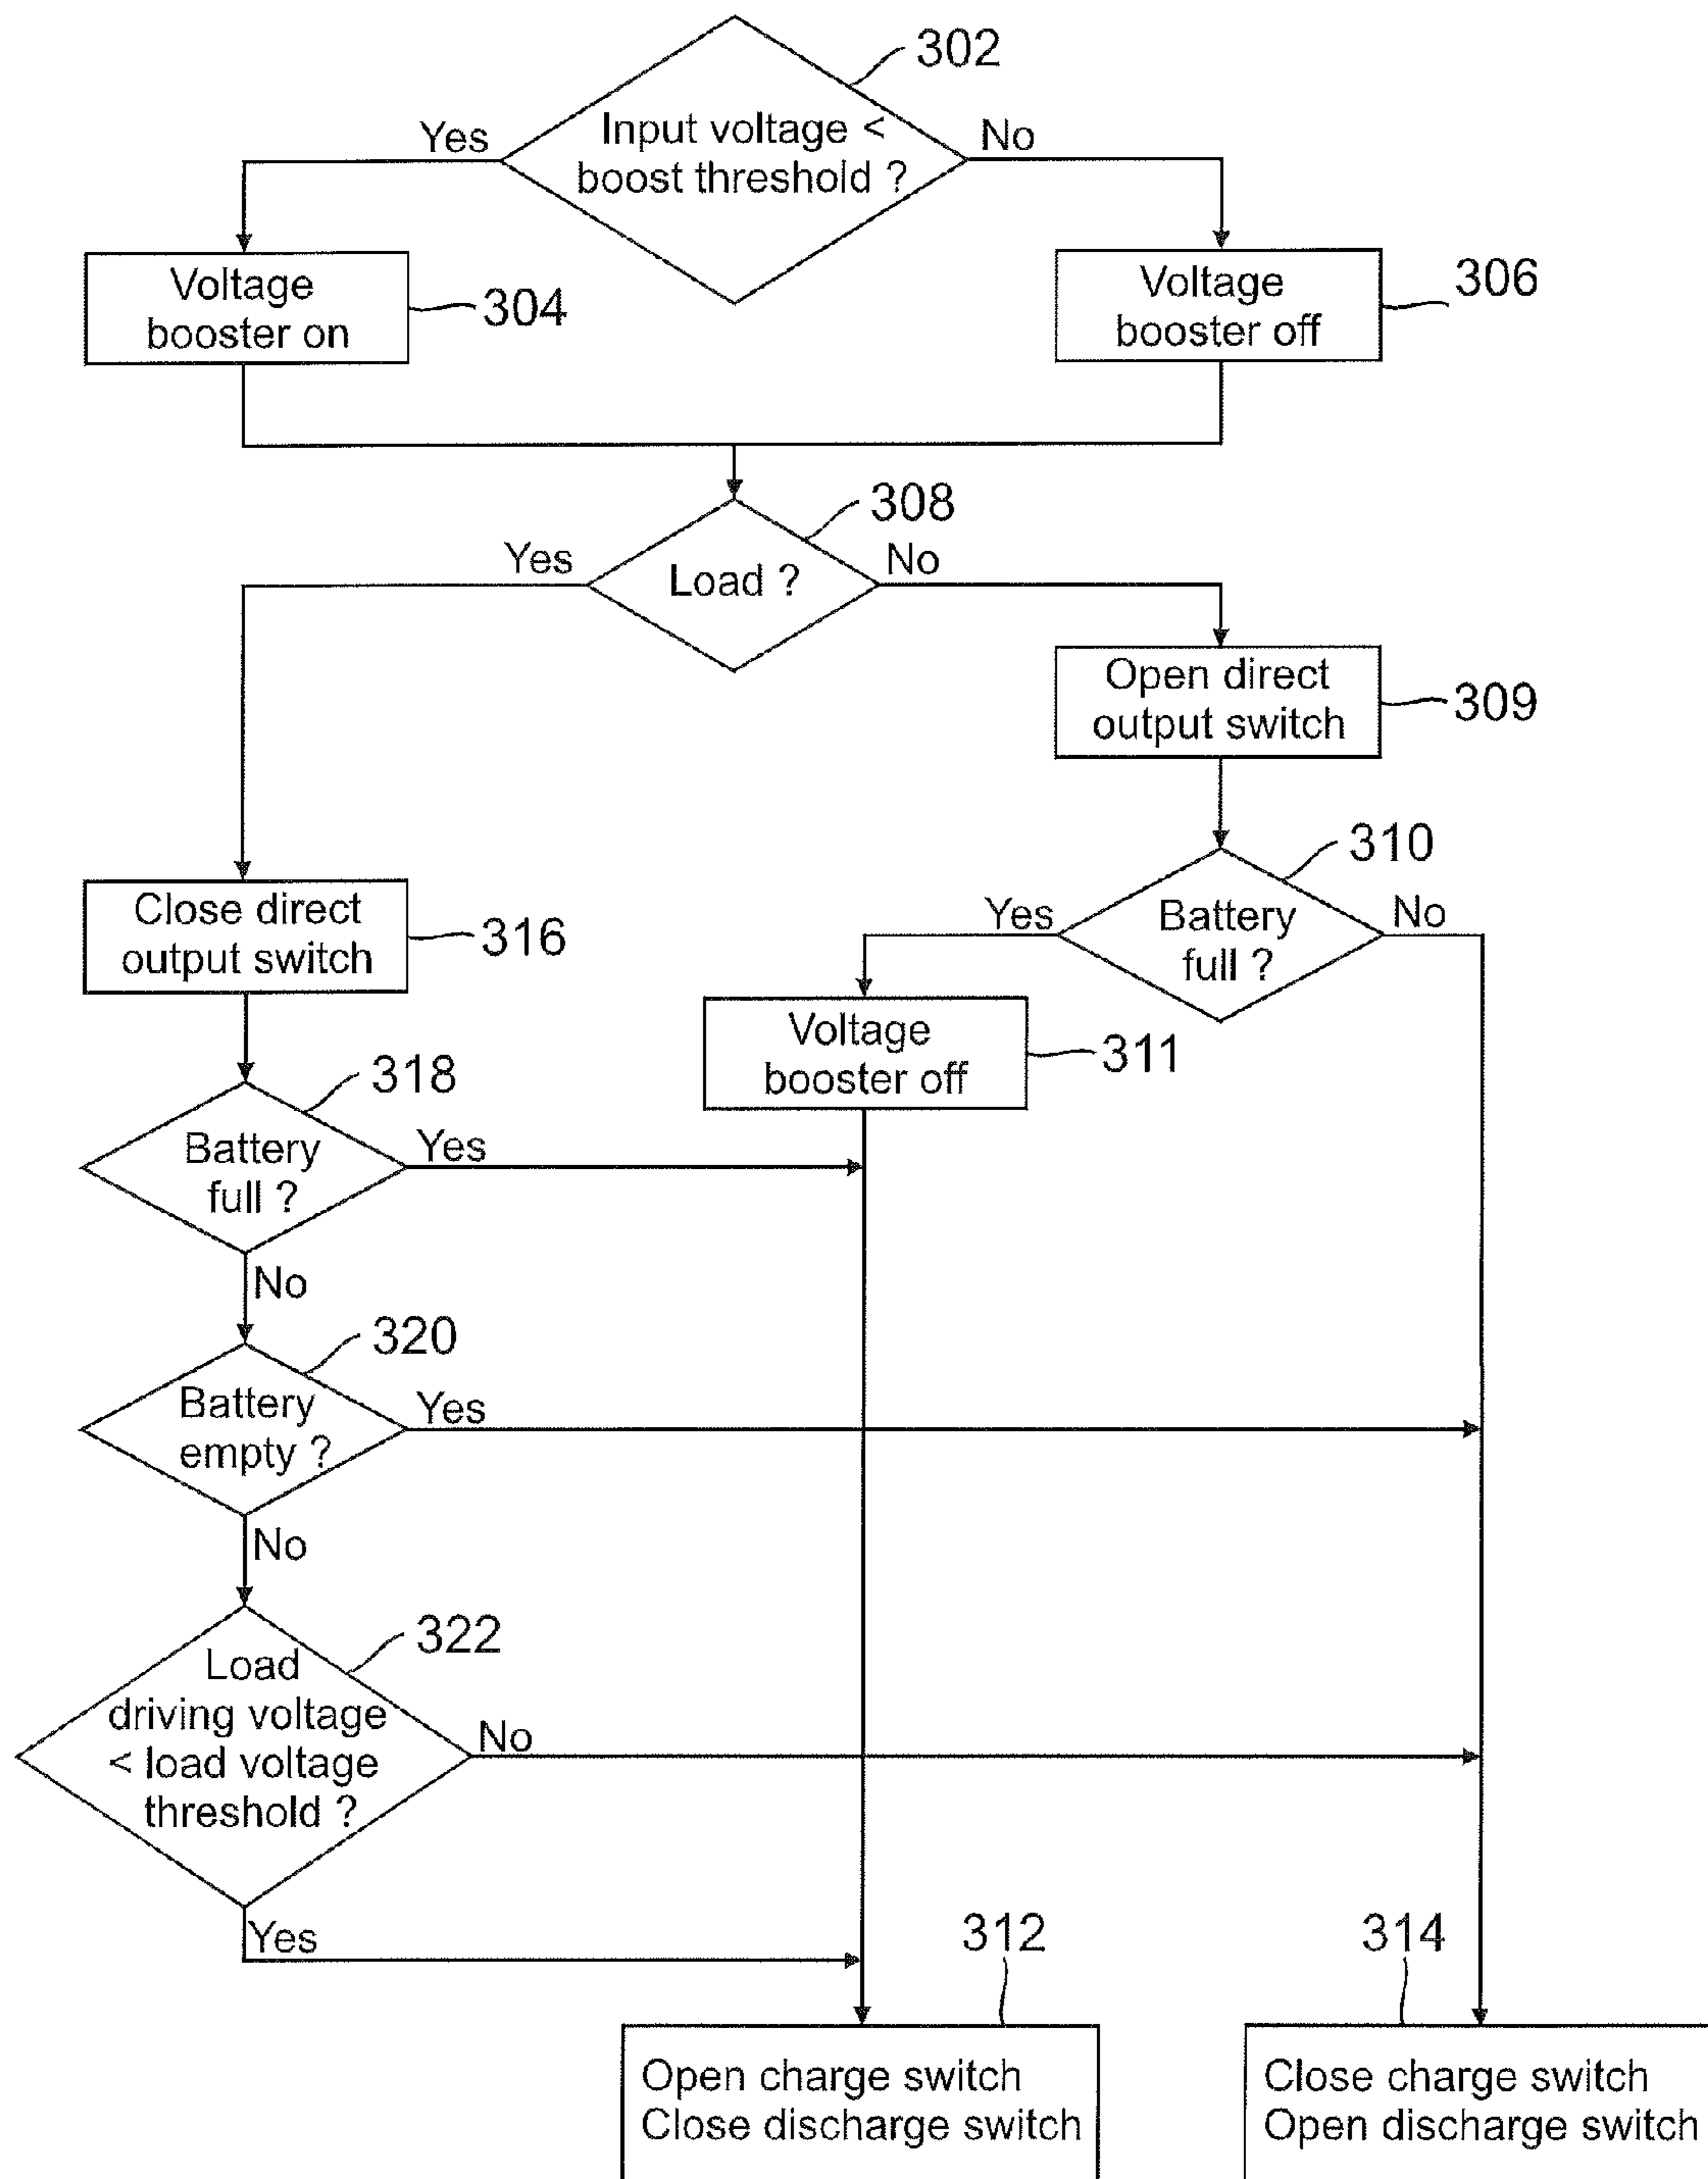 302
Input voltage <
boost threshold ?
Yes
No
Voltage
booster on
304
Voltage
booster off
306
308
Load ?
Yes
No
Open direct
output switch
309
310
Battery
full ?
Yes
No
Close direct
output switch
316
Voltage
booster off
311
318
Battery
full ?
Yes
No
320
Battery
empty ?
Yes
No
322
Load
driving voltage
< load voltage
threshold ?
No
Yes
312
314
Open charge switch
Close discharge switch
Close charge switch
Open discharge switch